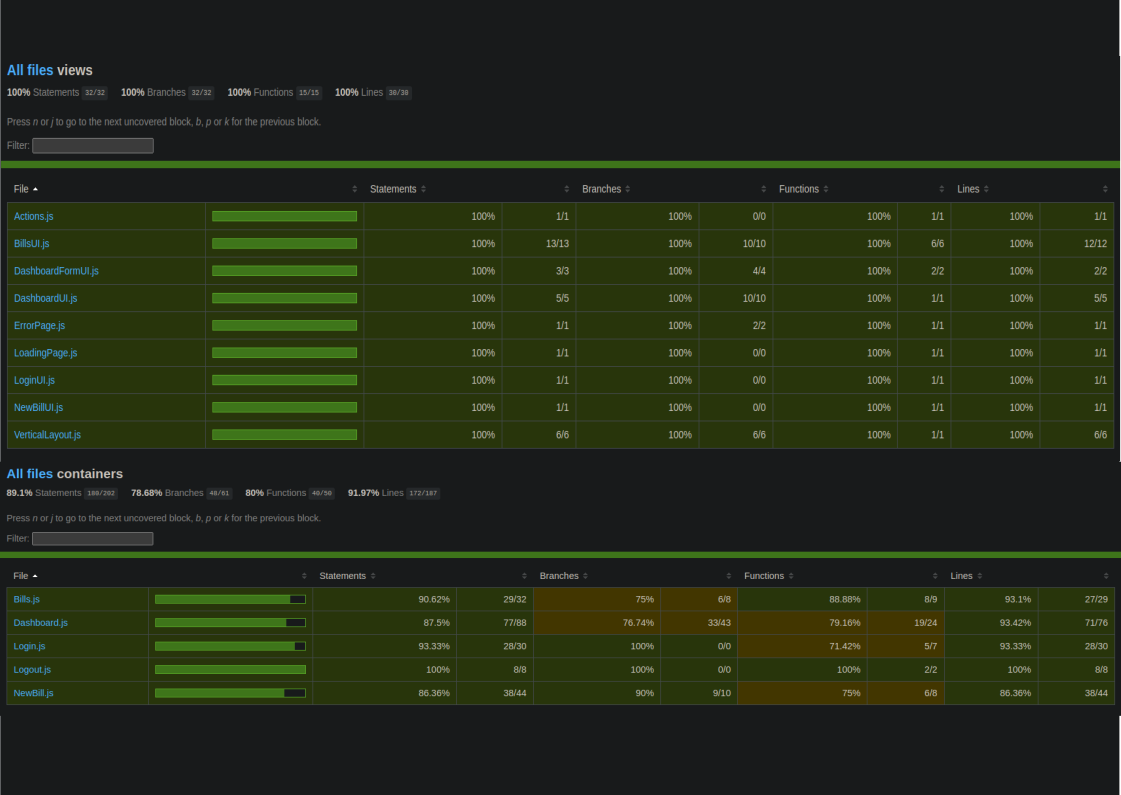 All files views
100% Statements 32/32 100% Branches 32/32 100% Functions 15/15 100% Lines 30/30
Press n or j to go to the next uncovered block, b, p or k for the previous block.
Filter:
File Statements Branches Functions Lines
Actions.js 100% 1/1 100% 0/0 100% 1/1 100% 1/1
BillsUI.js 100% 13/13 100% 10/10 100% 6/6 100% 12/12
DashboardFormUI.js 100% 3/3 100% 4/4 100% 2/2 100% 2/2
DashboardUI.js 100% 5/5 100% 10/10 100% 1/1 100% 5/5
ErrorPage.js 100% 1/1 100% 2/2 100% 1/1 100% 1/1
LoadingPage.js 100% 1/1 100% 0/0 100% 1/1 100% 1/1
LoginUI.js 100% 1/1 100% 0/0 100% 1/1 100% 1/1
NewBillUI.js 100% 1/1 100% 0/0 100% 1/1 100% 1/1
VerticalLayout.js 100% 6/6 100% 6/6 100% 1/1 100% 6/6
All files containers
89.1% Statements 180/202 78.68% Branches 48/61 80% Functions 40/50 91.97% Lines 172/187
Press n or j to go to the next uncovered block, b, p or k for the previous block.
Filter:
File Statements Branches Functions Lines
Bills.js 90.62% 29/32 75% 6/8 88.88% 8/9 93.1% 27/29
Dashboard.js 87.5% 77/88 76.74% 33/43 79.16% 19/24 93.42% 71/76
Login.js 93.33% 28/30 100% 0/0 71.42% 5/7 93.33% 28/30
Logout.js 100% 8/8 100% 0/0 100% 2/2 100% 8/8
NewBill.js 86.36% 38/44 90% 9/10 75% 6/8 86.36% 38/44